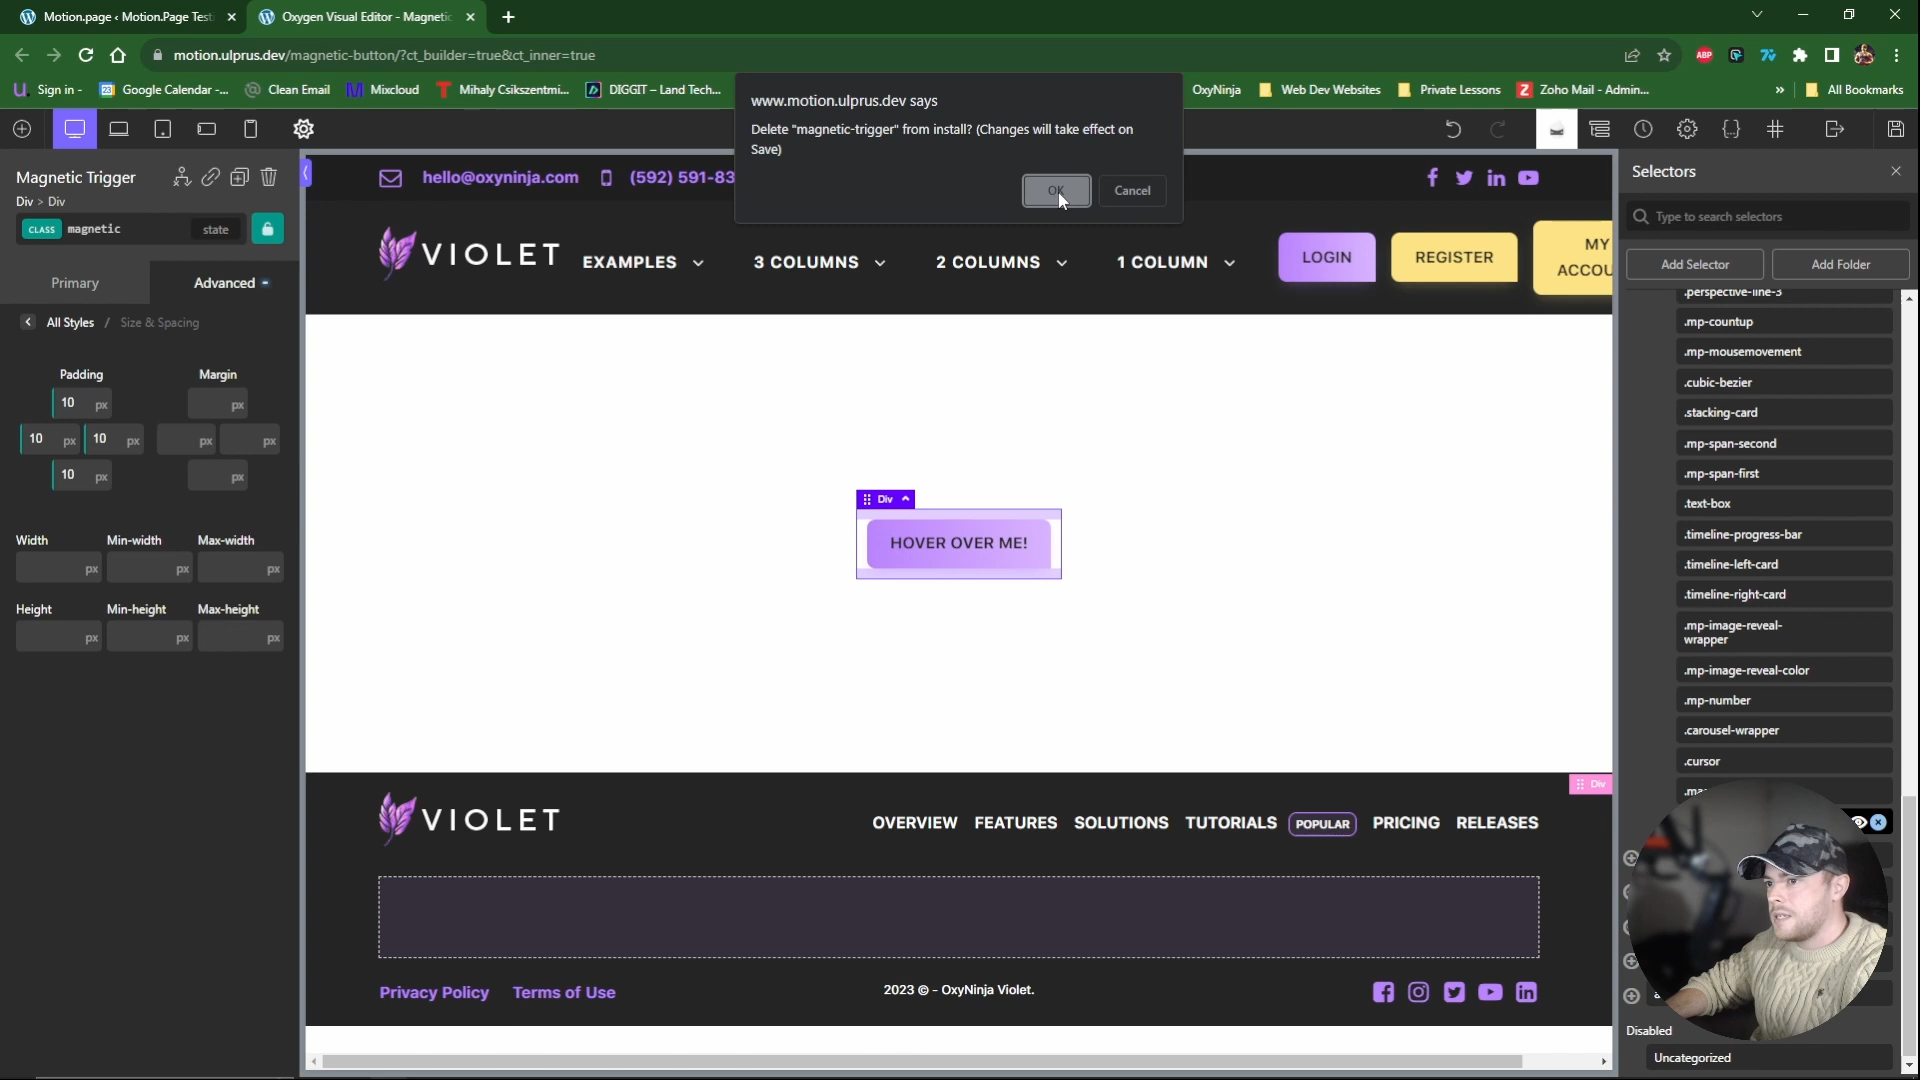 Motion.page ‹ Motion.Page Test
Oxygen Visual Editor - Magnetic
motion.ulprus.dev/magnetic-button/?ct_builder=true&ct_inner=true
ABP
Sign in -
Google Calendar -...
Clean Email
Mixcloud
Mihaly Csikszentmi...
DIGGIT – Land Tech...
OxyNinja
Web Dev Websites
Private Lessons
Zoho Mail - Admin...
»
All Bookmarks
www.motion.ulprus.dev says
Delete "magnetic-trigger" from install? (Changes will take effect on
Save)
OK
Cancel
Magnetic Trigger
Div > Div
CLASS magnetic
state
Primary
Advanced
All Styles / Size & Spacing
Padding
Margin
10 px
px
10 px
10 px
px
px
10 px
px
Width
Min-width
Max-width
px
px
px
Height
Min-height
Max-height
px
px
px
hello@oxyninja.com
(592) 591-83
VIOLET
EXAMPLES
3 COLUMNS
2 COLUMNS
1 COLUMN
LOGIN
REGISTER
MY
ACCOU
Div
HOVER OVER ME!
Div
VIOLET
OVERVIEW
FEATURES
SOLUTIONS
TUTORIALS
POPULAR
PRICING
RELEASES
Privacy Policy
Terms of Use
2023 © - OxyNinja Violet.
Selectors
Type to search selectors
Add Selector
Add Folder
.perspective-line-3
.mp-countup
.mp-mousemovement
.cubic-bezier
.stacking-card
.mp-span-second
.mp-span-first
.text-box
.timeline-progress-bar
.timeline-left-card
.timeline-right-card
.mp-image-reveal-
wrapper
.mp-image-reveal-color
.mp-number
.carousel-wrapper
.cursor
Disabled
Uncategorized